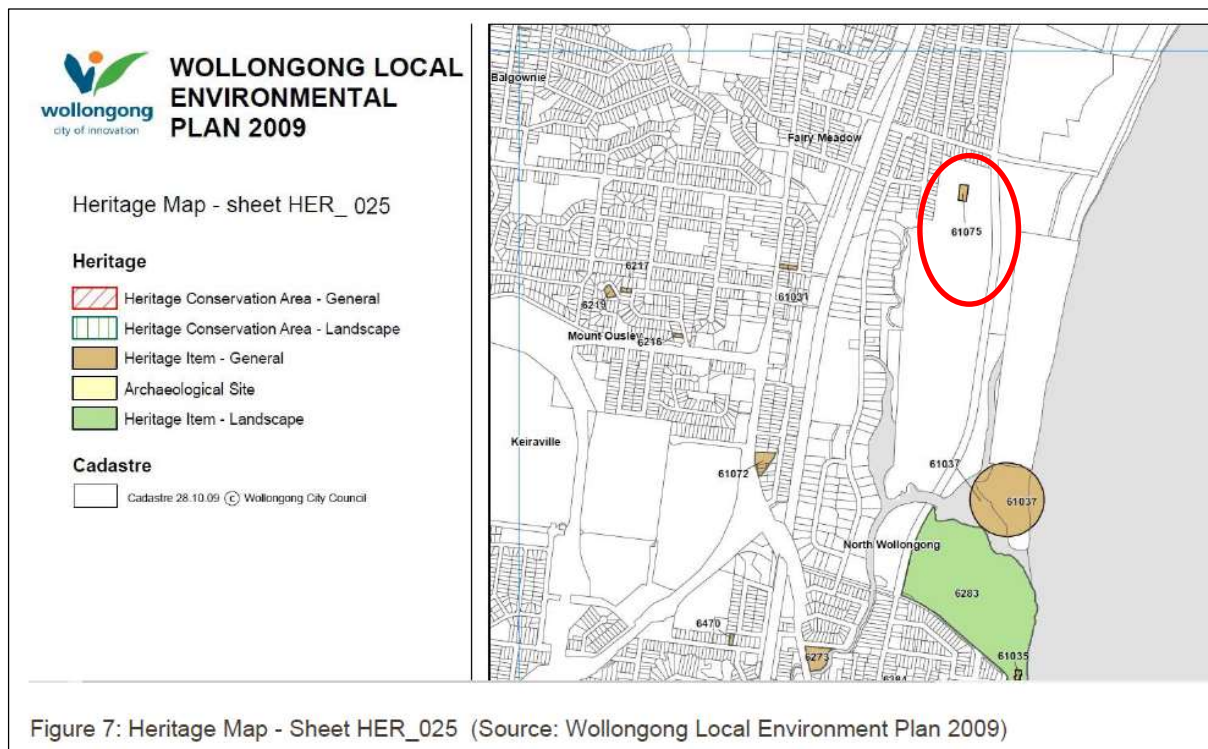 WOLLONGONG LOCAL
ENVIRONMENTAL
PLAN 2009
wollongong
city of innovation
Heritage Map - sheet HER_ 025
Heritage
Heritage Conservation Area - General
Heritage Conservation Area - Landscape
Heritage Item - General
Archaeological Site
Heritage Item - Landscape
Cadastre
Cadastre 28.10.09 © Wollongong City Council
Balgownie
Fairy Meadow
61075
6217
6219
61031
Mount Ousley
6218
Keiraville
61072
61037
61037
North Wollongong
6283
6470
6273
61035
Figure 7: Heritage Map - Sheet HER_025 (Source: Wollongong Local Environment Plan 2009)